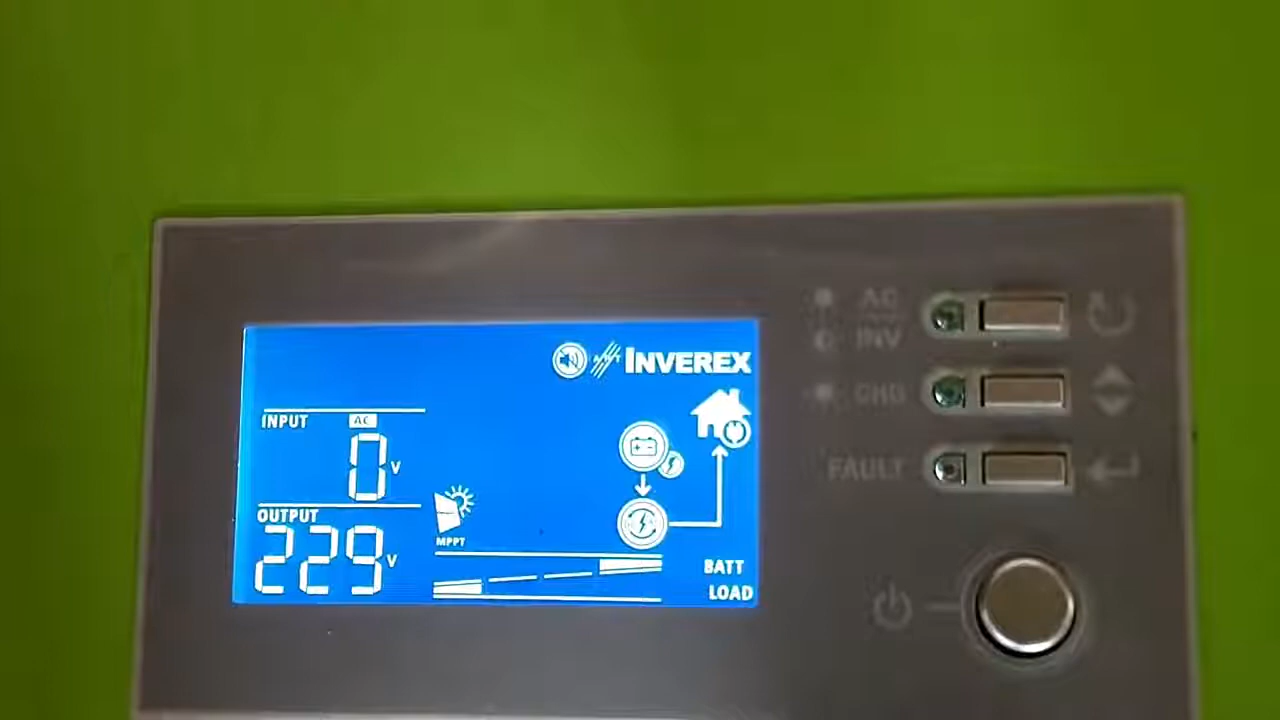 INVEREX
INPUT AC
0 V
OUTPUT
229 V
MPPT
BATT
LOAD
AC
INV
CHG
FAULT